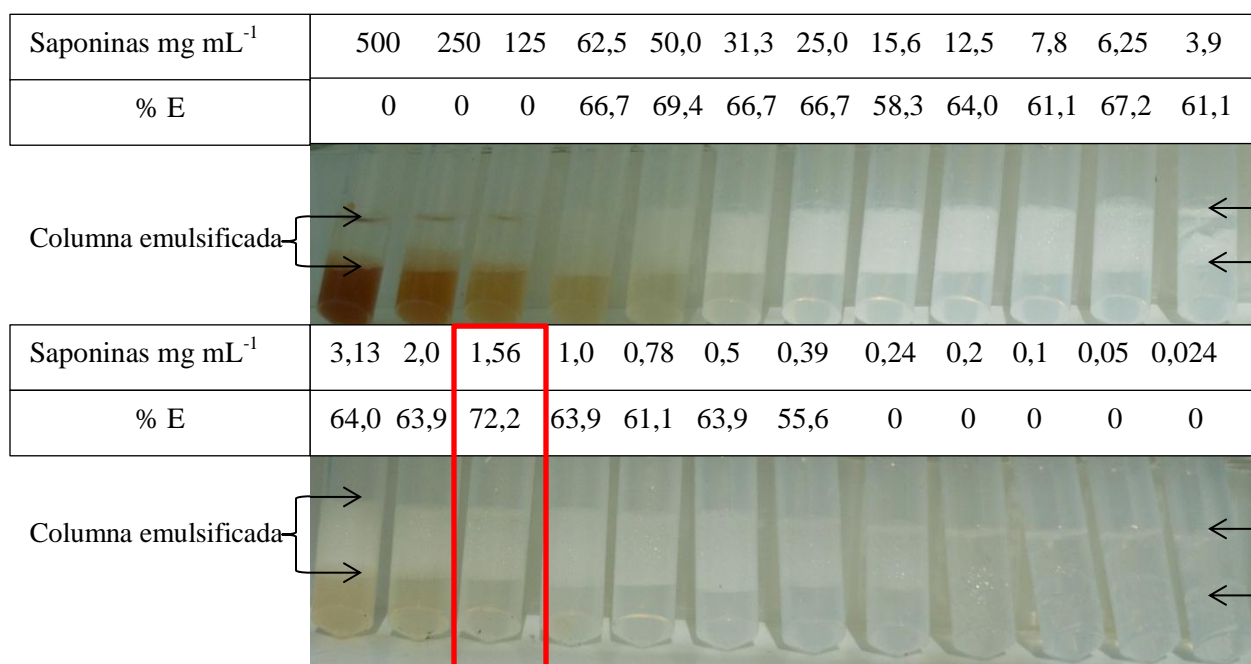 Saponinas mg mL-1 500 250 125 62,5 50,0 31,3 25,0 15,6 12,5 7,8 6,25 3,9
% E 0 0 0 66,7 69,4 66,7 66,7 58,3 64,0 61,1 67,2 61,1
Columna emulsificada
Saponinas mg mL-1 3,13 2,0 1,56 1,0 0,78 0,5 0,39 0,24 0,2 0,1 0,05 0,024
% E 64,0 63,9 72,2 63,9 61,1 63,9 55,6 0 0 0 0 0
Columna emulsificada